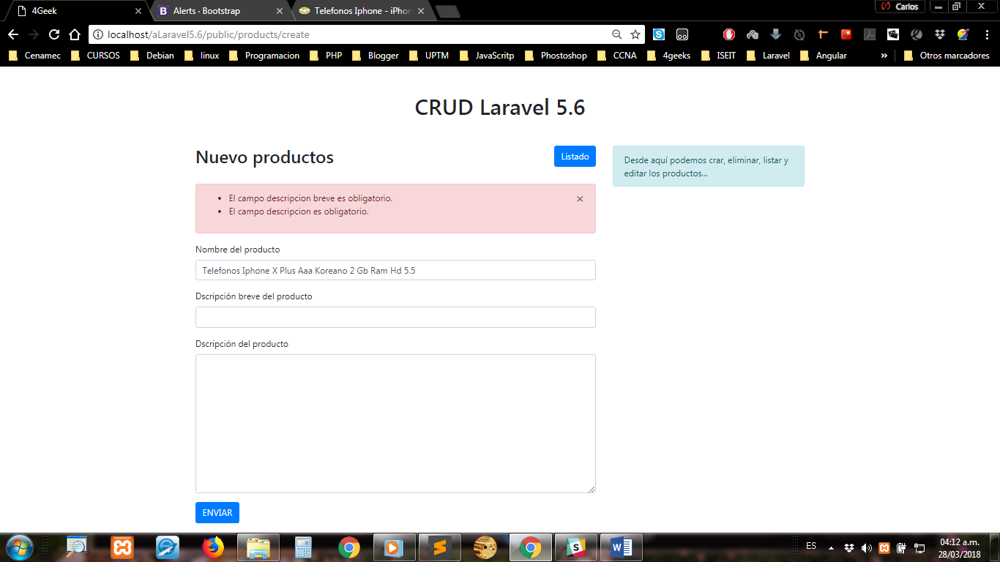 4Geek
Alerts · Bootstrap
Telefonos Iphone - iPhon
Carlos
localhost/aLaravel5.6/public/products/create
Cenamec
CURSOS
Debian
linux
Programacion
PHP
Blogger
UPTM
JavaScritp
Phostoshop
CCNA
4geeks
ISEIT
Laravel
Angular
»
Otros marcadores
CRUD Laravel 5.6
Nuevo productos
Listado
Desde aquí podemos crar, eliminar, listar y
editar los productos...
El campo descripcion breve es obligatorio.
El campo descripcion es obligatorio.
Nombre del producto
Telefonos Iphone X Plus Aaa Koreano 2 Gb Ram Hd 5.5
Dscripción breve del producto
Dscripción del producto
ENVIAR
ES
04:12 a.m.
28/03/2018